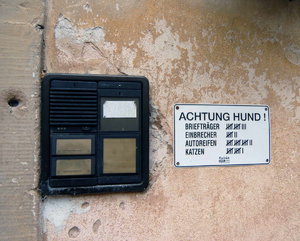 ACHTUNG HUND!
BRIEFTRÄGER
EINBRECHER
AUTOREIFEN
KATZEN